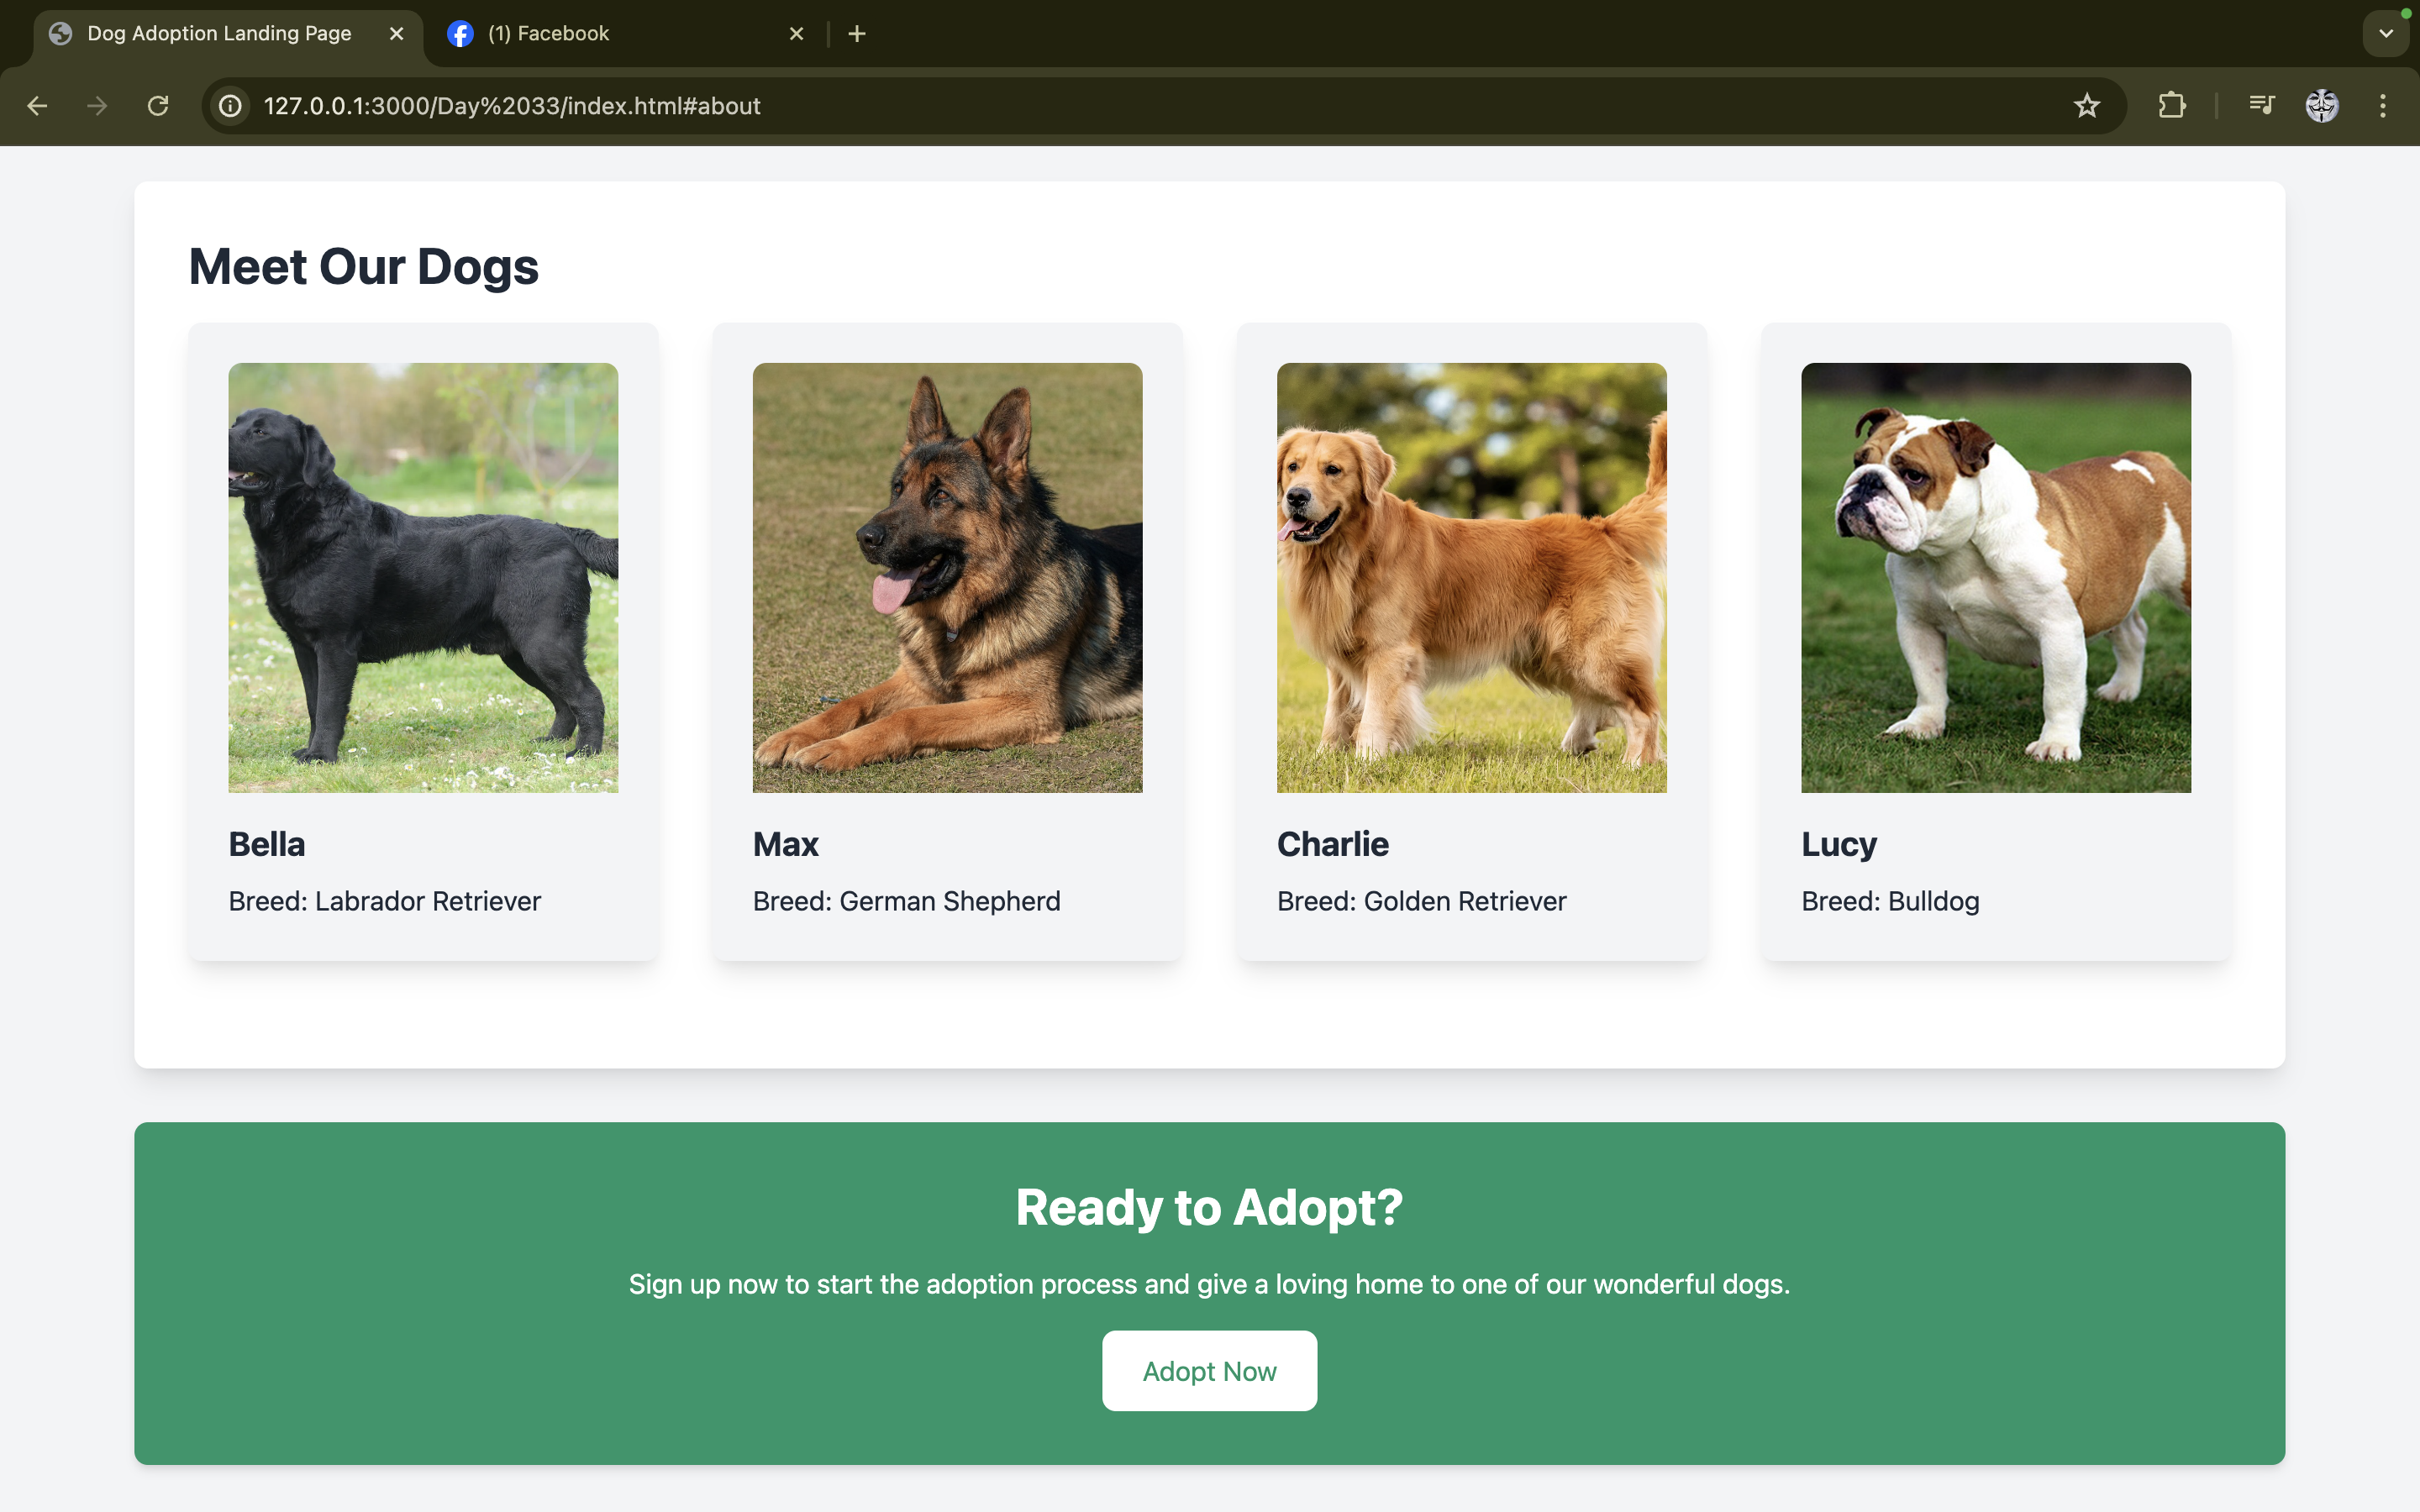 Dog Adoption Landing Page
(1) Facebook
127.0.0.1:3000/Day%2033/index.html#about
Meet Our Dogs
Bella
Breed: Labrador Retriever
Max
Breed: German Shepherd
Charlie
Breed: Golden Retriever
Lucy
Breed: Bulldog
Ready to Adopt?
Sign up now to start the adoption process and give a loving home to one of our wonderful dogs.
Adopt Now